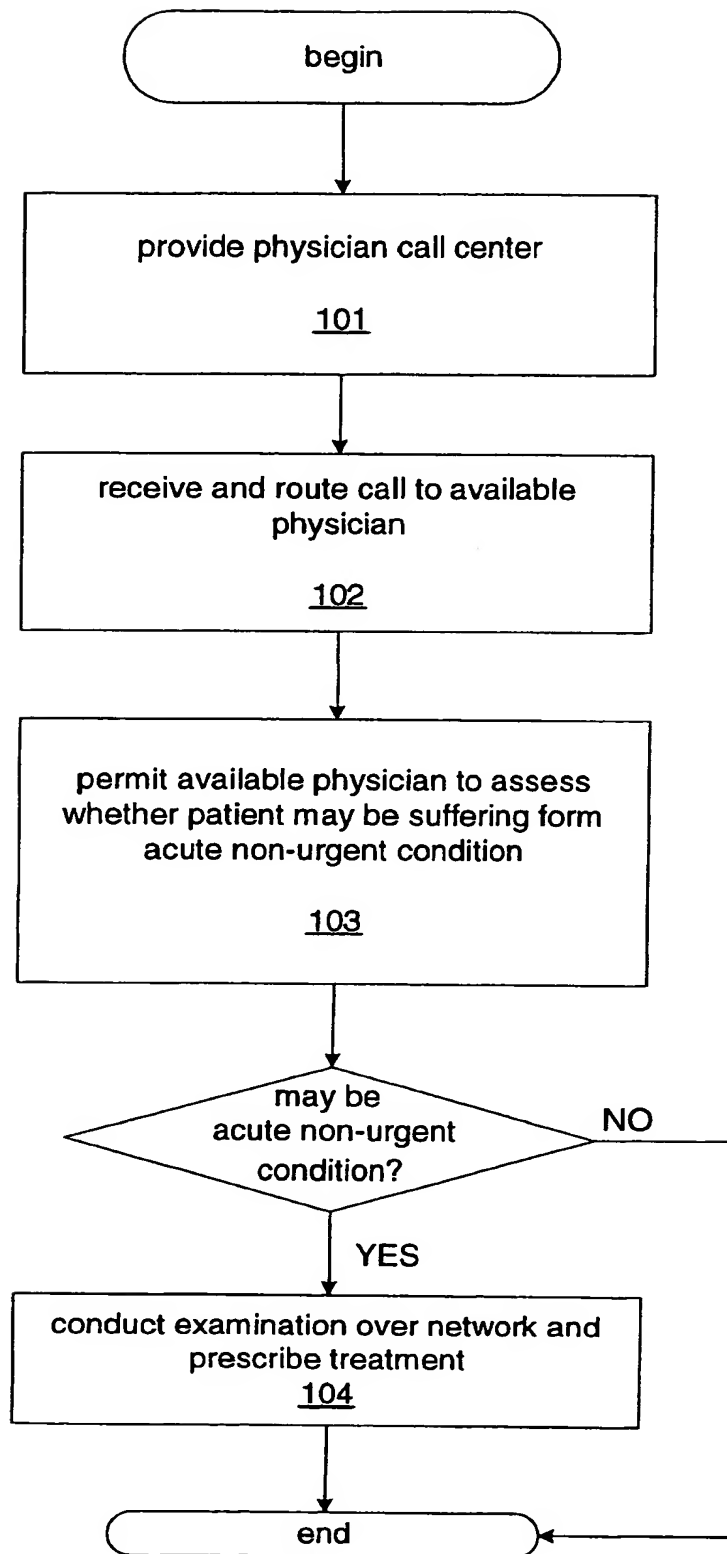 begin
provide physician call center
101
receive and route call to available
physician
102
permit available physician to assess
whether patient may be suffering form
acute non-urgent condition
103
may be
acute non-urgent
condition?
NO
YES
conduct examination over network and
prescribe treatment
104
end